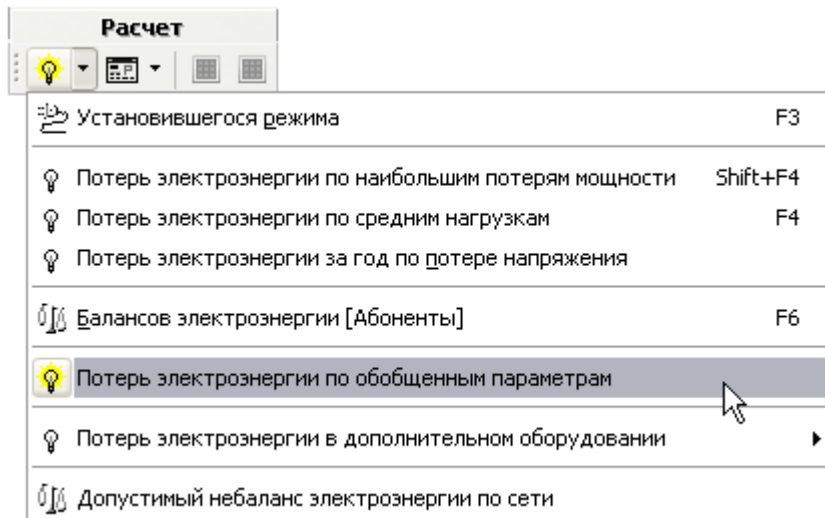 Расчет
Установившегося режима F3
Потерь электроэнергии по наибольшим потерям мощности Shift+F4
Потерь электроэнергии по средним нагрузкам F4
Потерь электроэнергии за год по потере напряжения
Балансов электроэнергии [Абоненты] F6
Потерь электроэнергии по обобщенным параметрам
Потерь электроэнергии в дополнительном оборудовании
Допустимый небаланс электроэнергии по сети